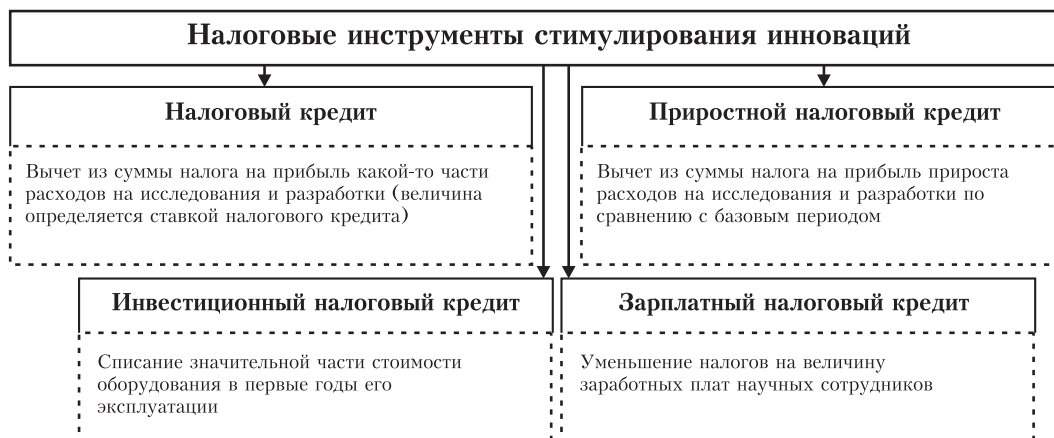 Налоговые инструменты стимулирования инноваций
Налоговый кредит
Вычет из суммы налога на прибыль какой-то части
расходов на исследования и разработки (величина
определяется ставкой налогового кредита)
Приростной налоговый кредит
Вычет из суммы налога на прибыль прироста
расходов на исследования и разработки по
сравнению с базовым периодом
Инвестиционный налоговый кредит
Списание значительной части стоимости
оборудования в первые годы его
эксплуатации
Зарплатный налоговый кредит
Уменьшение налогов на величину
заработных плат научных сотрудников